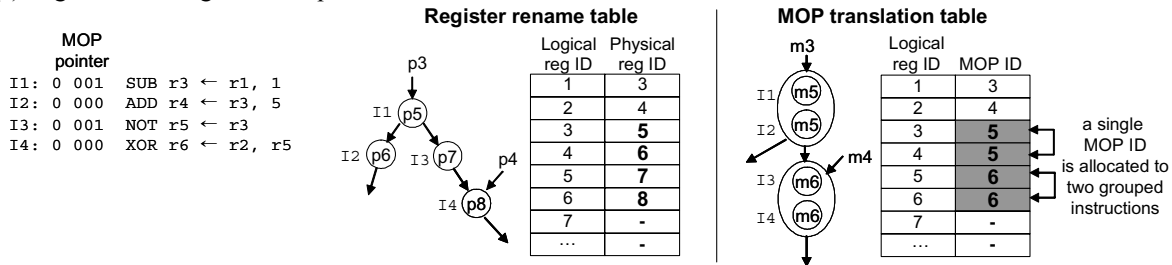 Register rename table
MOP translation table
MOP
pointer
I1: 0 001 SUB r3 ← r1, 1
I2: 0 000 ADD r4 ← r3, 5
I3: 0 001 NOT r5 ← r3
I4: 0 000 XOR r6 ← r2, r5
p3
I1 p5
I2 p6
I3 p7
p4
I4 p8
Logical Physical
reg ID reg ID
1 3
2 4
3 5
4 6
5 7
6 8
7 -
... -
m3
I1 m5
I2 m5
m4
I3 m6
I4 m6
Logical
reg ID MOP ID
1 3
2 4
3 5
4 5
5 6
6 6
7 -
... -
a single
MOP ID
is allocated to
two grouped
instructions